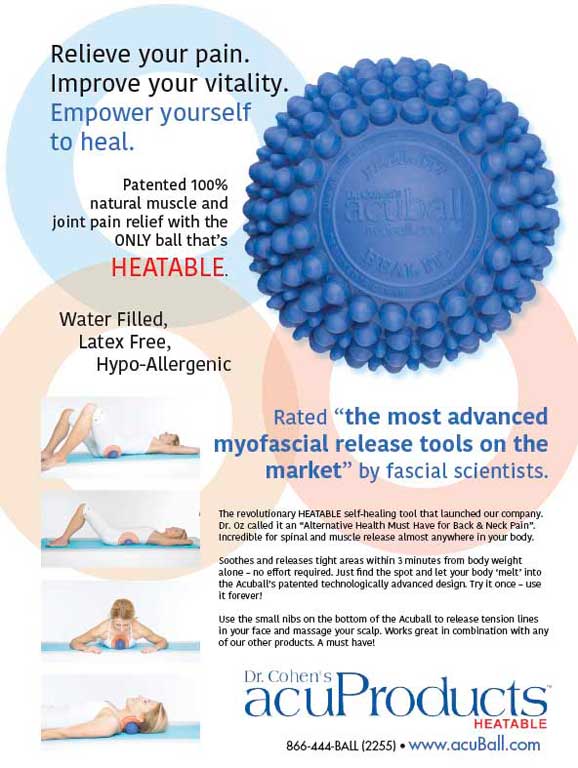 Relieve your pain.
Improve your vitality.
Empower yourself
to heal.
Patented 100%
natural muscle and
joint pain relief with the
ONLY ball that's
HEATABLE.
Water Filled,
Latex Free,
Hypo-Allergenic
FEEL IT!
Dr. Cohen's
acuball
HEAL IT!
Rated “the most advanced
myofascial release tools on the
market” by fascial scientists.
The revolutionary HEATABLE self-healing tool that launched our company.
Dr. Oz called it an “Alternative Health Must Have for Back & Neck Pain”.
Incredible for spinal and muscle release almost anywhere in your body.
Soothes and releases tight areas within 3 minutes from body weight
alone – no effort required. Just find the spot and let your body ‘melt’ into
the Acuball's patented technologically advanced design. Try it once – use
it forever!
Use the small nibs on the bottom of the Acuball to release tension lines
in your face and massage your scalp. Works great in combination with any
of our other products. A must have!
Dr. Cohen's
acuProducts™
HEATABLE
866-444-BALL (2255) • www.acuBall.com